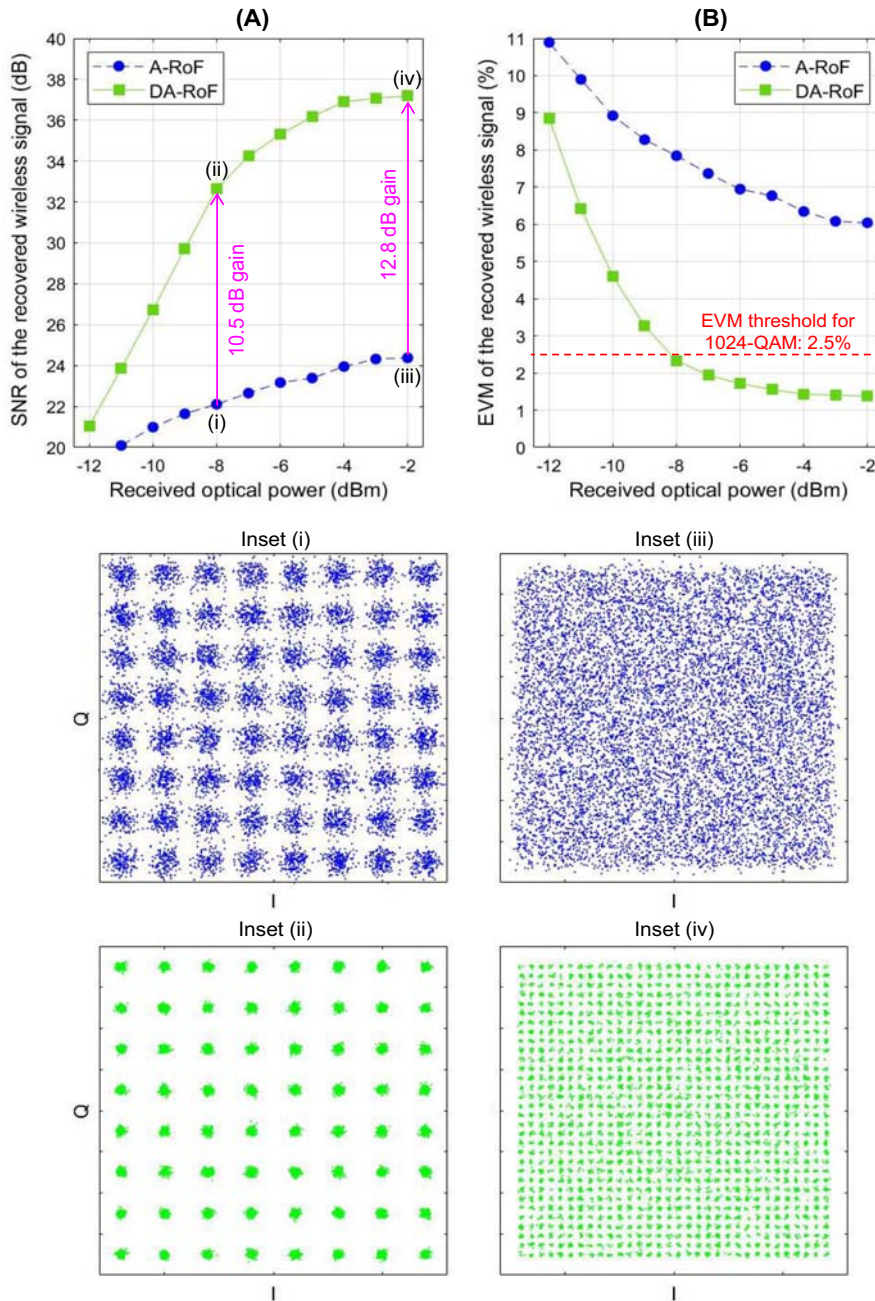 (A)
40
38
36
34
32
30
28
26
24
22
20
-12
-10
-8
-6
-4
-2
SNR of the recovered wireless signal (dB)
Received optical power (dBm)
A-RoF
DA-RoF
(iv)
(ii)
10.5 dB gain
12.8 dB gain
(i)
(iii)
(B)
11
10
9
8
7
6
5
4
3
2
1
0
-12
-10
-8
-6
-4
-2
EVM of the recovered wireless signal (%)
Received optical power (dBm)
A-RoF
DA-RoF
EVM threshold for
1024-QAM: 2.5%
Inset (i)
Q
I
Inset (iii)
I
Inset (ii)
Q
I
Inset (iv)
I